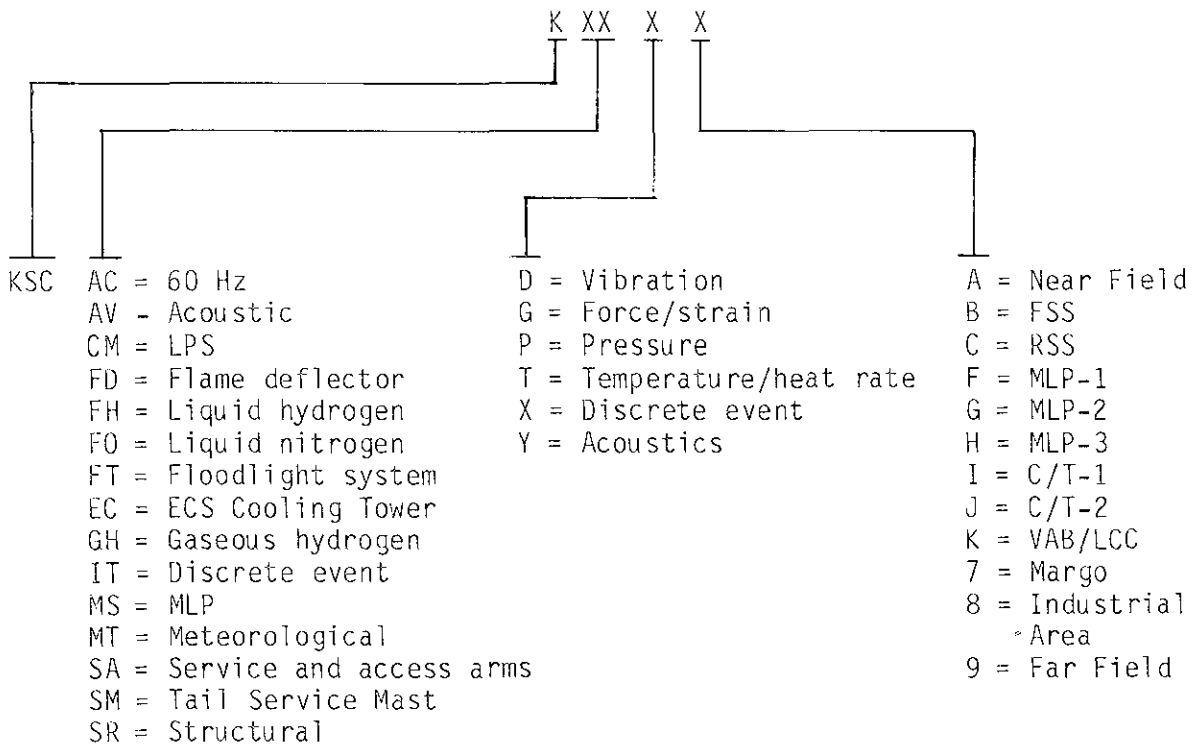 K XX X X
KSC AC = 60 Hz D = Vibration A = Near Field
AV - Acoustic G = Force/strain B = FSS
CM = LPS P = Pressure C = RSS
FD = Flame deflector T = Temperature/heat rate F = MLP-1
FH = Liquid hydrogen X = Discrete event G = MLP-2
FO = Liquid nitrogen Y = Acoustics H = MLP-3
FT = Floodlight system I = C/T-1
EC = ECS Cooling Tower J = C/T-2
GH = Gaseous hydrogen K = VAB/LCC
IT = Discrete event 7 = Margo
MS = MLP 8 = Industrial
MT = Meteorological Area
SA = Service and access arms 9 = Far Field
SM = Tail Service Mast
SR = Structural